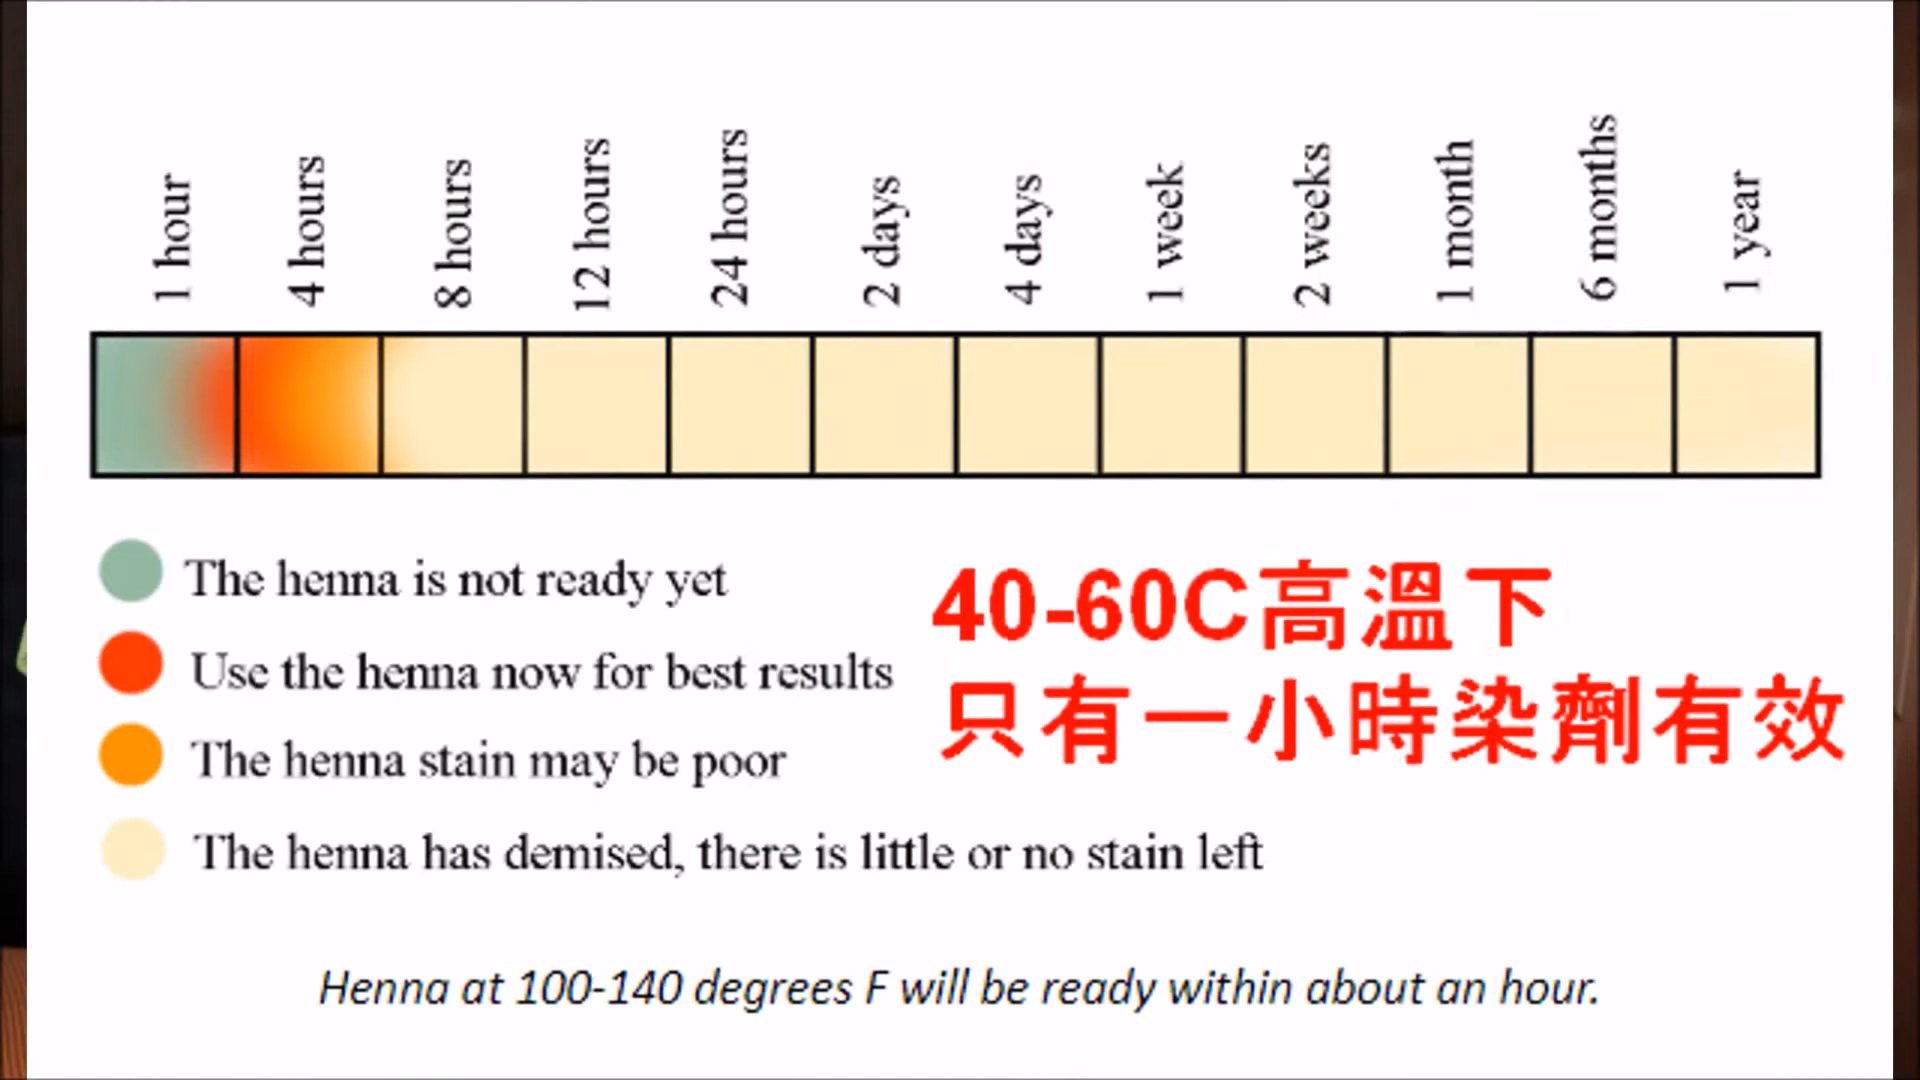 1 hour
4 hours
8 hours
12 hours
24 hours
2 days
4 days
1 week
2 weeks
1 month
6 months
1 year
The henna is not ready yet
Use the henna now for best results
The henna stain may be poor
The henna has demised, there is little or no stain left
40-60C高溫下
只有一小時染劑有效
Henna at 100-140 degrees F will be ready within about an hour.